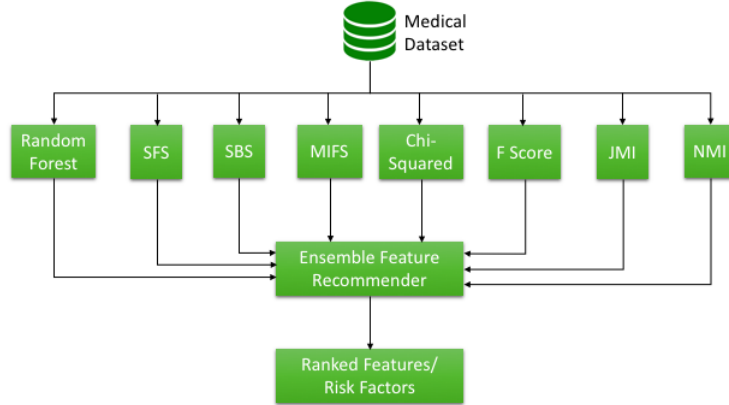 Medical
Dataset
Random
Forest
SFS
SBS
MIFS
Chi-
Squared
F Score
JMI
NMI
Ensemble Feature
Recommender
Ranked Features/
Risk Factors